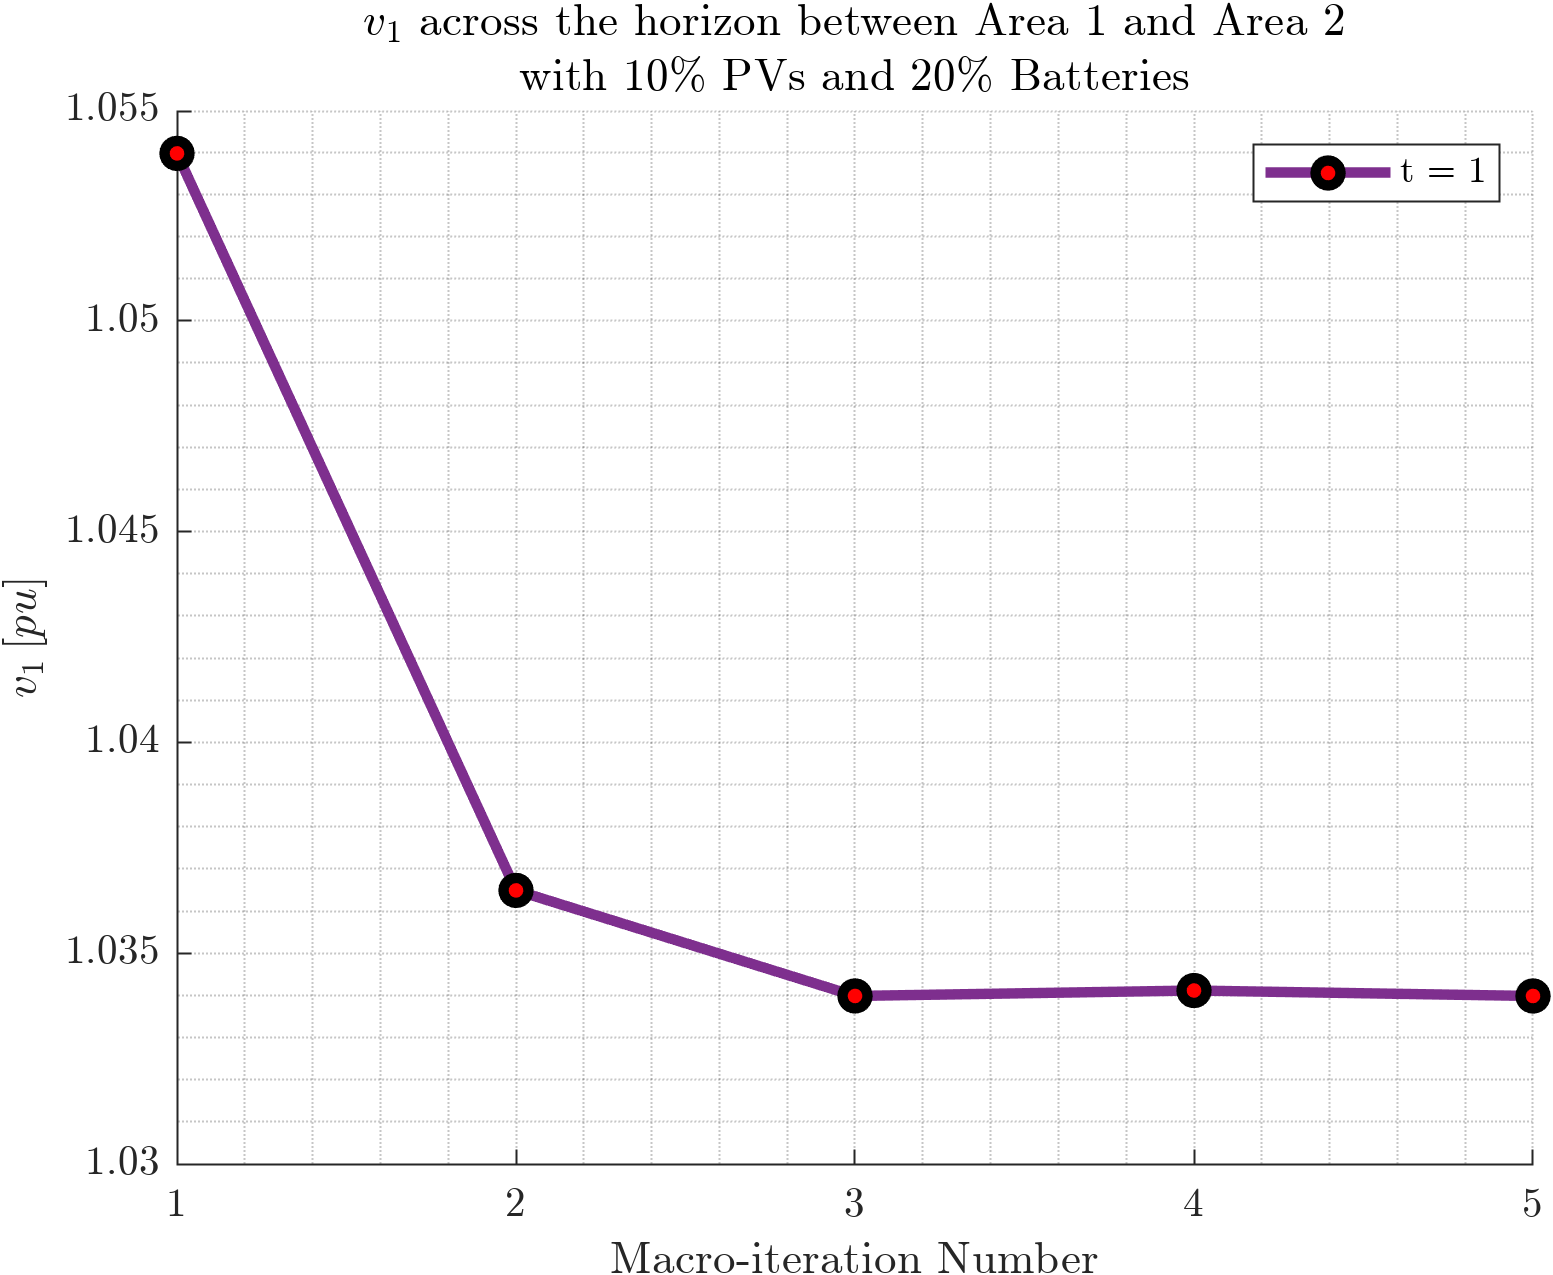 v₁ across the horizon between Area 1 and Area 2
with 10% PVs and 20% Batteries
1.055
1.05
1.045
1.04
1.035
1.03
v₁ [pu]
t = 1
1 2 3 4 5
Macro-iteration Number